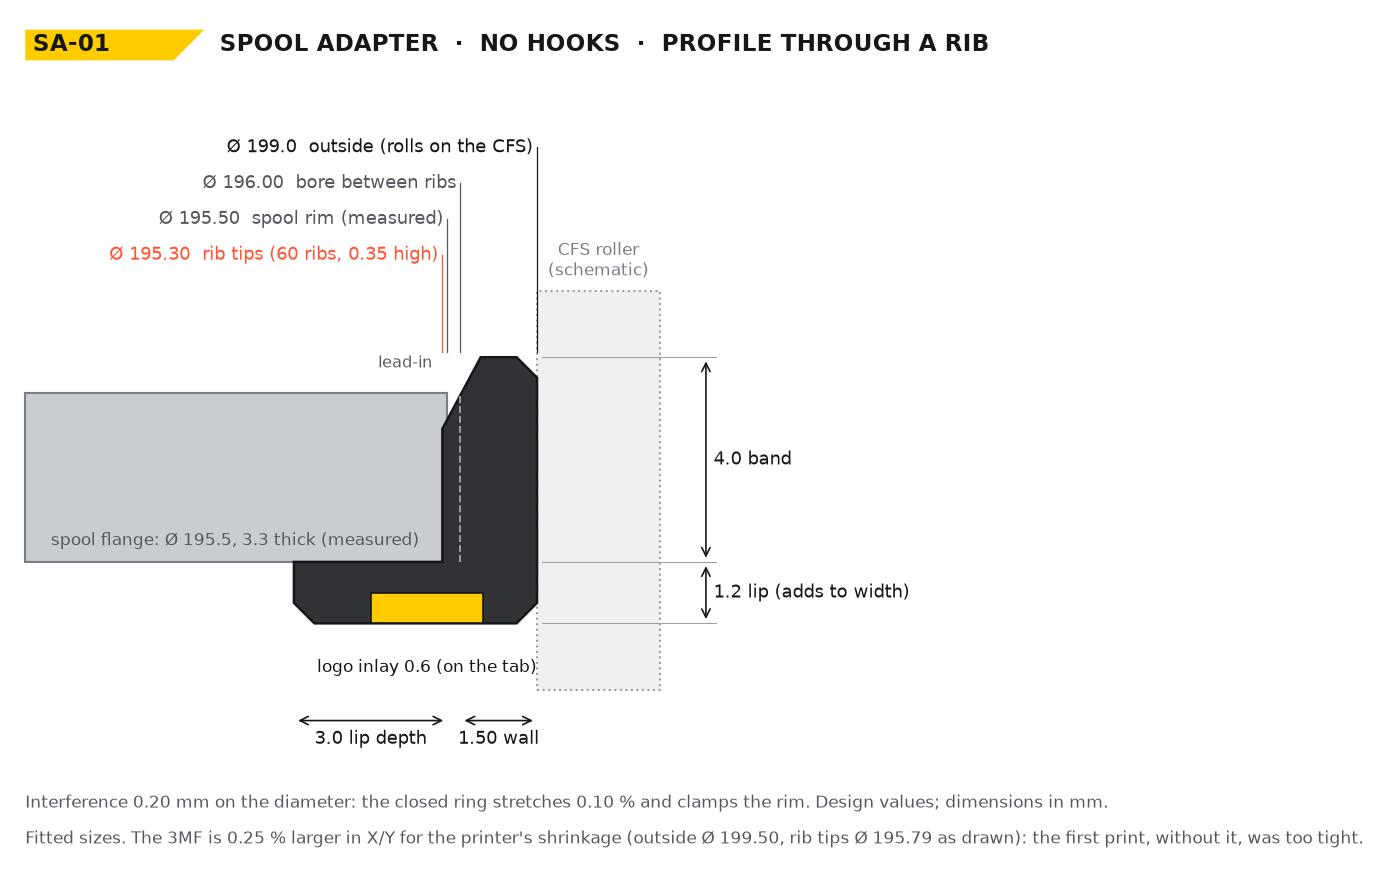 SA-01
SPOOL ADAPTER · NO HOOKS · PROFILE THROUGH A RIB
Ø 199.0 outside (rolls on the CFS)
Ø 196.00 bore between ribs
Ø 195.50 spool rim (measured)
Ø 195.30 rib tips (60 ribs, 0.35 high)
CFS roller
(schematic)
lead-in
4.0 band
spool flange: Ø 195.5, 3.3 thick (measured)
1.2 lip (adds to width)
logo inlay 0.6 (on the tab)
3.0 lip depth
1.50 wall
Interference 0.20 mm on the diameter: the closed ring stretches 0.10 % and clamps the rim. Design values; dimensions in mm.
Fitted sizes. The 3MF is 0.25 % larger in X/Y for the printer's shrinkage (outside Ø 199.50, rib tips Ø 195.79 as drawn): the first print, without it, was too tight.